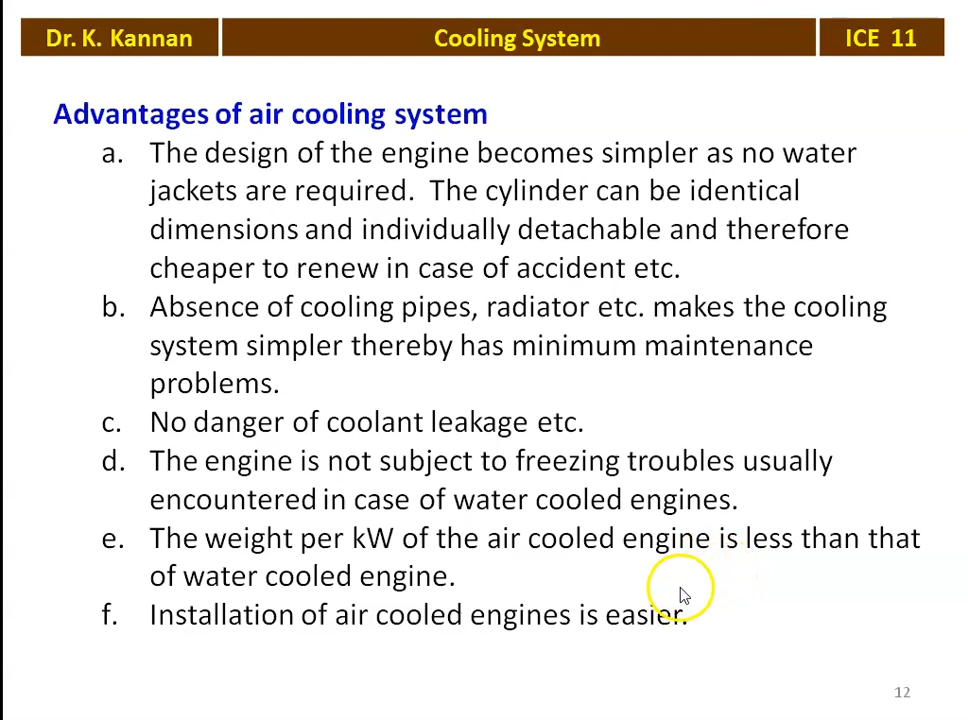 Dr. K. Kannan
Cooling System
ICE 11
Advantages of air cooling system
a. The design of the engine becomes simpler as no water
jackets are required. The cylinder can be identical
dimensions and individually detachable and therefore
cheaper to renew in case of accident etc.
b. Absence of cooling pipes, radiator etc. makes the cooling
system simpler thereby has minimum maintenance
problems.
c. No danger of coolant leakage etc.
d. The engine is not subject to freezing troubles usually
encountered in case of water cooled engines.
e. The weight per kW of the air cooled engine is less than that
of water cooled engine.
f. Installation of air cooled engines is easier.
12